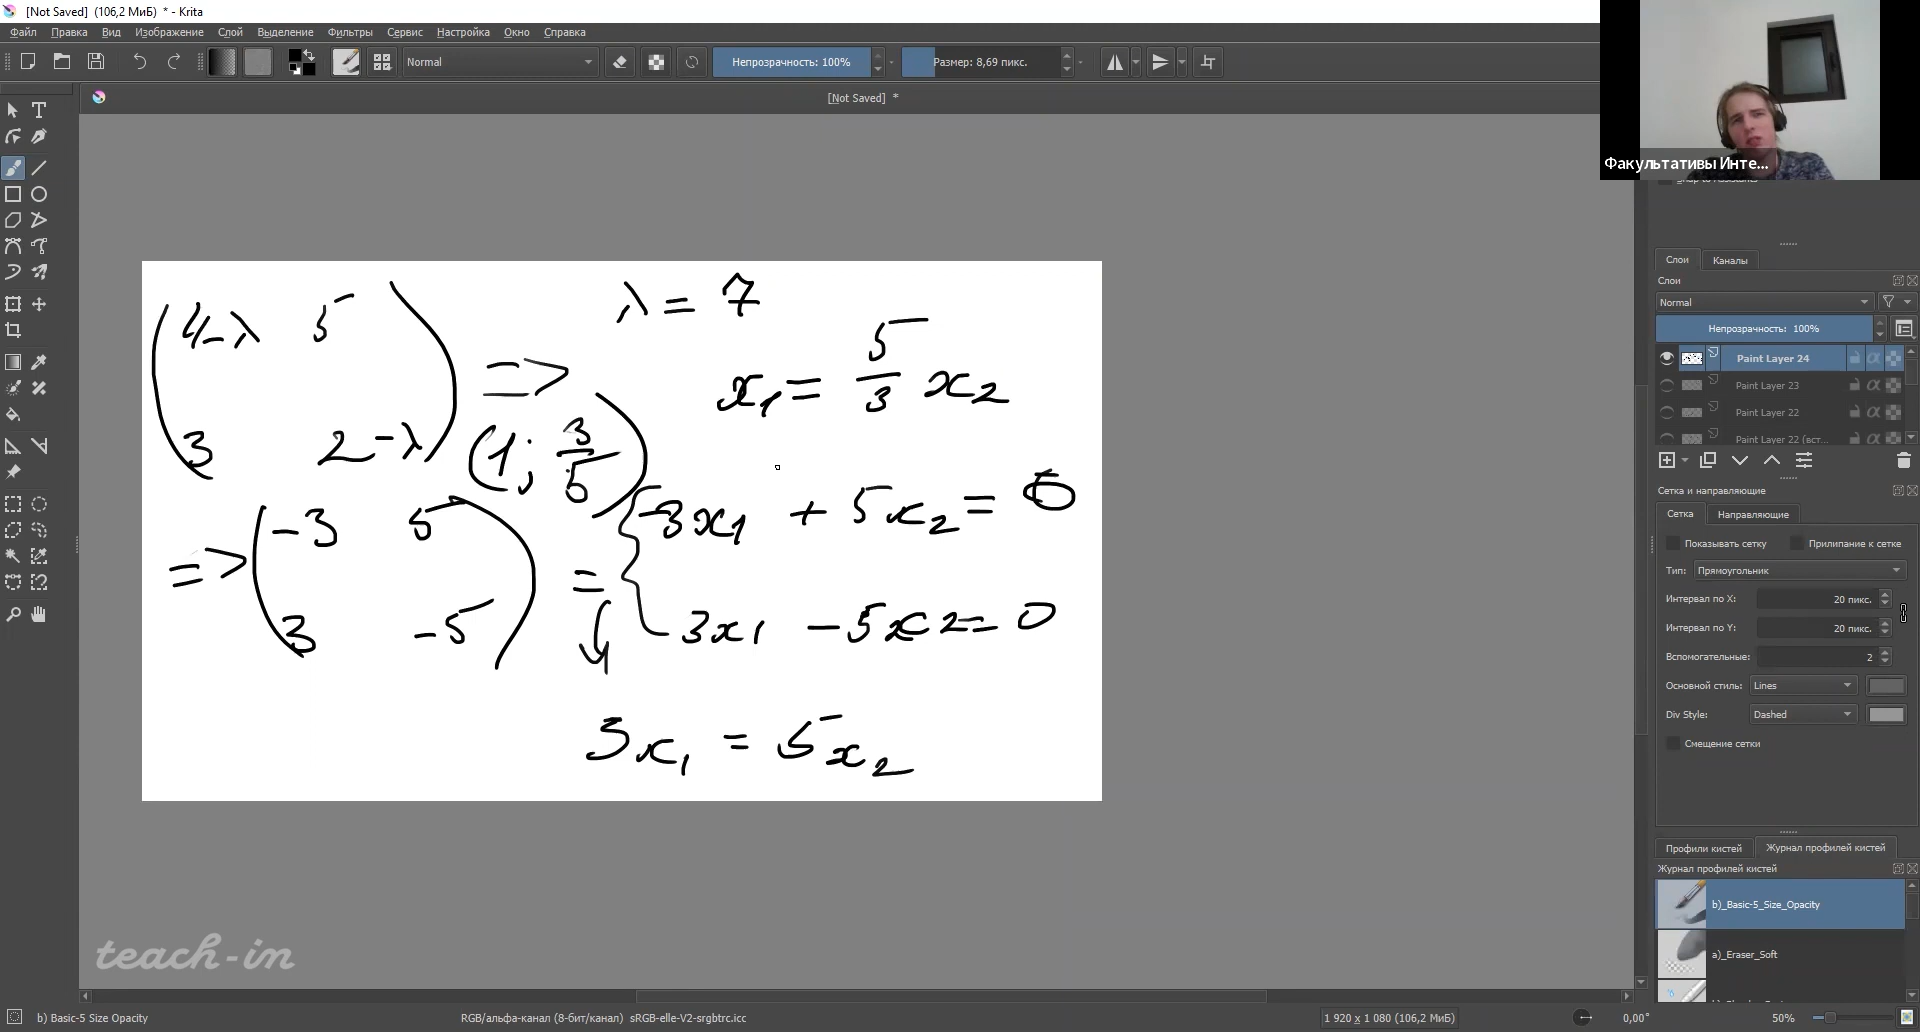 [Not Saved] (106,2 МиБ) * - Krita
Файл Правка Вид Изображение Слой Выделение Фильтры Сервис Настройка Окно Справка
Normal Непрозрачность: 100% Размер: 8,69 пикс.
[Not Saved] *
Факультативы Инте...
λ = 7
4-λ 5
3 2-λ
=>
x₁ = 5/3 x₂
(1; 3/5)
=> -3 5
3 -5
=
-3x₁ + 5x₂ = 0
3x₁ - 5x₂ = 0
3x₁ = 5x₂
teach-in
Слои Каналы
Слои
Normal
Непрозрачность: 100%
Paint Layer 24
Paint Layer 23
Paint Layer 22
Paint Layer 22 (вст...
Сетка и направляющие
Сетка Направляющие
Показывать сетку Прилипание к сетке
Тип: Прямоугольник
Интервал по X: 20 пикс.
Интервал по Y: 20 пикс.
Вспомогательные: 2
Основной стиль: Lines
Div Style: Dashed
Смещение сетки
Профили кистей Журнал профилей кистей
Журнал профилей кистей
b)_Basic-5_Size_Opacity
a)_Eraser_Soft
b) Basic-5 Size Opacity RGB/альфа-канал (8-бит/канал) sRGB-elle-V2-srgbtrc.icc 1 920 x 1 080 (106,2 МиБ) 0,00° 50%